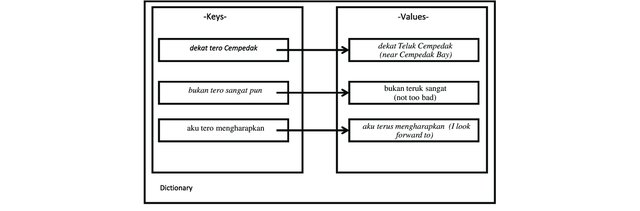 -Keys-
-Values-
dekat tero Cempedak
dekat Teluk Cempedak
(near Cempedak Bay)
bukan tero sangat pun
bukan teruk sangat
(not too bad)
aku tero mengharapkan
aku terus mengharapkan (I look
forward to)
Dictionary